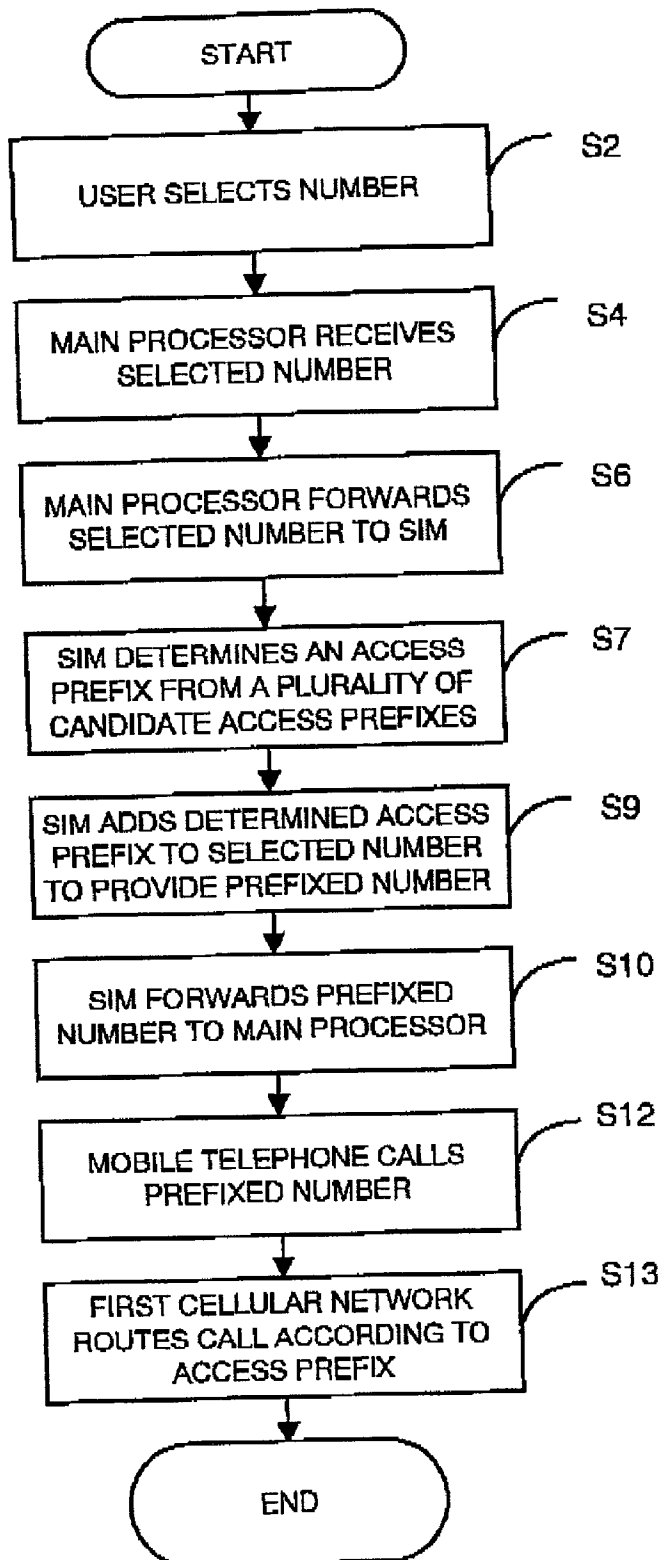 START
S2
USER SELECTS NUMBER
S4
MAIN PROCESSOR RECEIVES
SELECTED NUMBER
S6
MAIN PROCESSOR FORWARDS
SELECTED NUMBER TO SIM
S7
SIM DETERMINES AN ACCESS
PREFIX FROM A PLURALITY OF
CANDIDATE ACCESS PREFIXES
S9
SIM ADDS DETERMINED ACCESS
PREFIX TO SELECTED NUMBER
TO PROVIDE PREFIXED NUMBER
S10
SIM FORWARDS PREFIXED
NUMBER TO MAIN PROCESSOR
S12
MOBILE TELEPHONE CALLS
PREFIXED NUMBER
S13
FIRST CELLULAR NETWORK
ROUTES CALL ACCORDING TO
ACCESS PREFIX
END